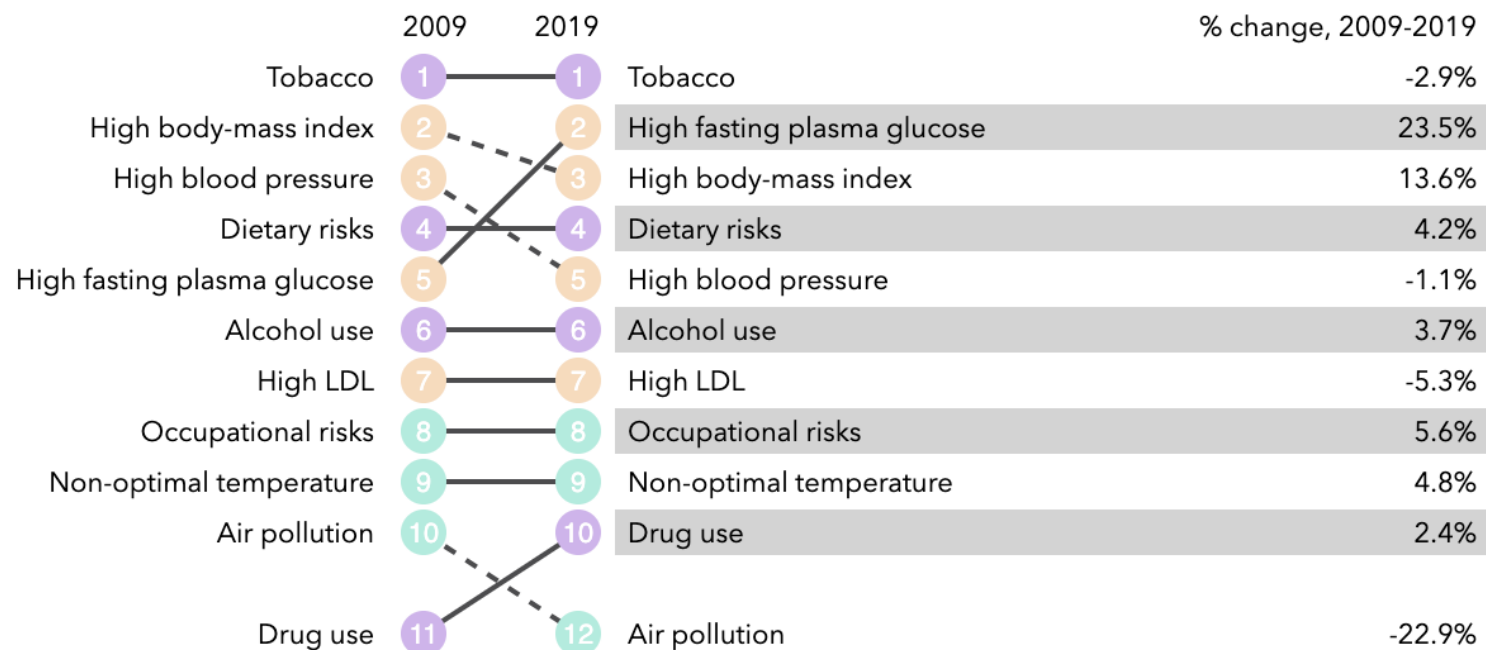 2009 2019 % change, 2009-2019
Tobacco 1 1 Tobacco -2.9%
High body-mass index 2 2 High fasting plasma glucose 23.5%
High blood pressure 3 3 High body-mass index 13.6%
Dietary risks 4 4 Dietary risks 4.2%
High fasting plasma glucose 5 5 High blood pressure -1.1%
Alcohol use 6 6 Alcohol use 3.7%
High LDL 7 7 High LDL -5.3%
Occupational risks 8 8 Occupational risks 5.6%
Non-optimal temperature 9 9 Non-optimal temperature 4.8%
Air pollution 10 10 Drug use 2.4%
Drug use 11 12 Air pollution -22.9%